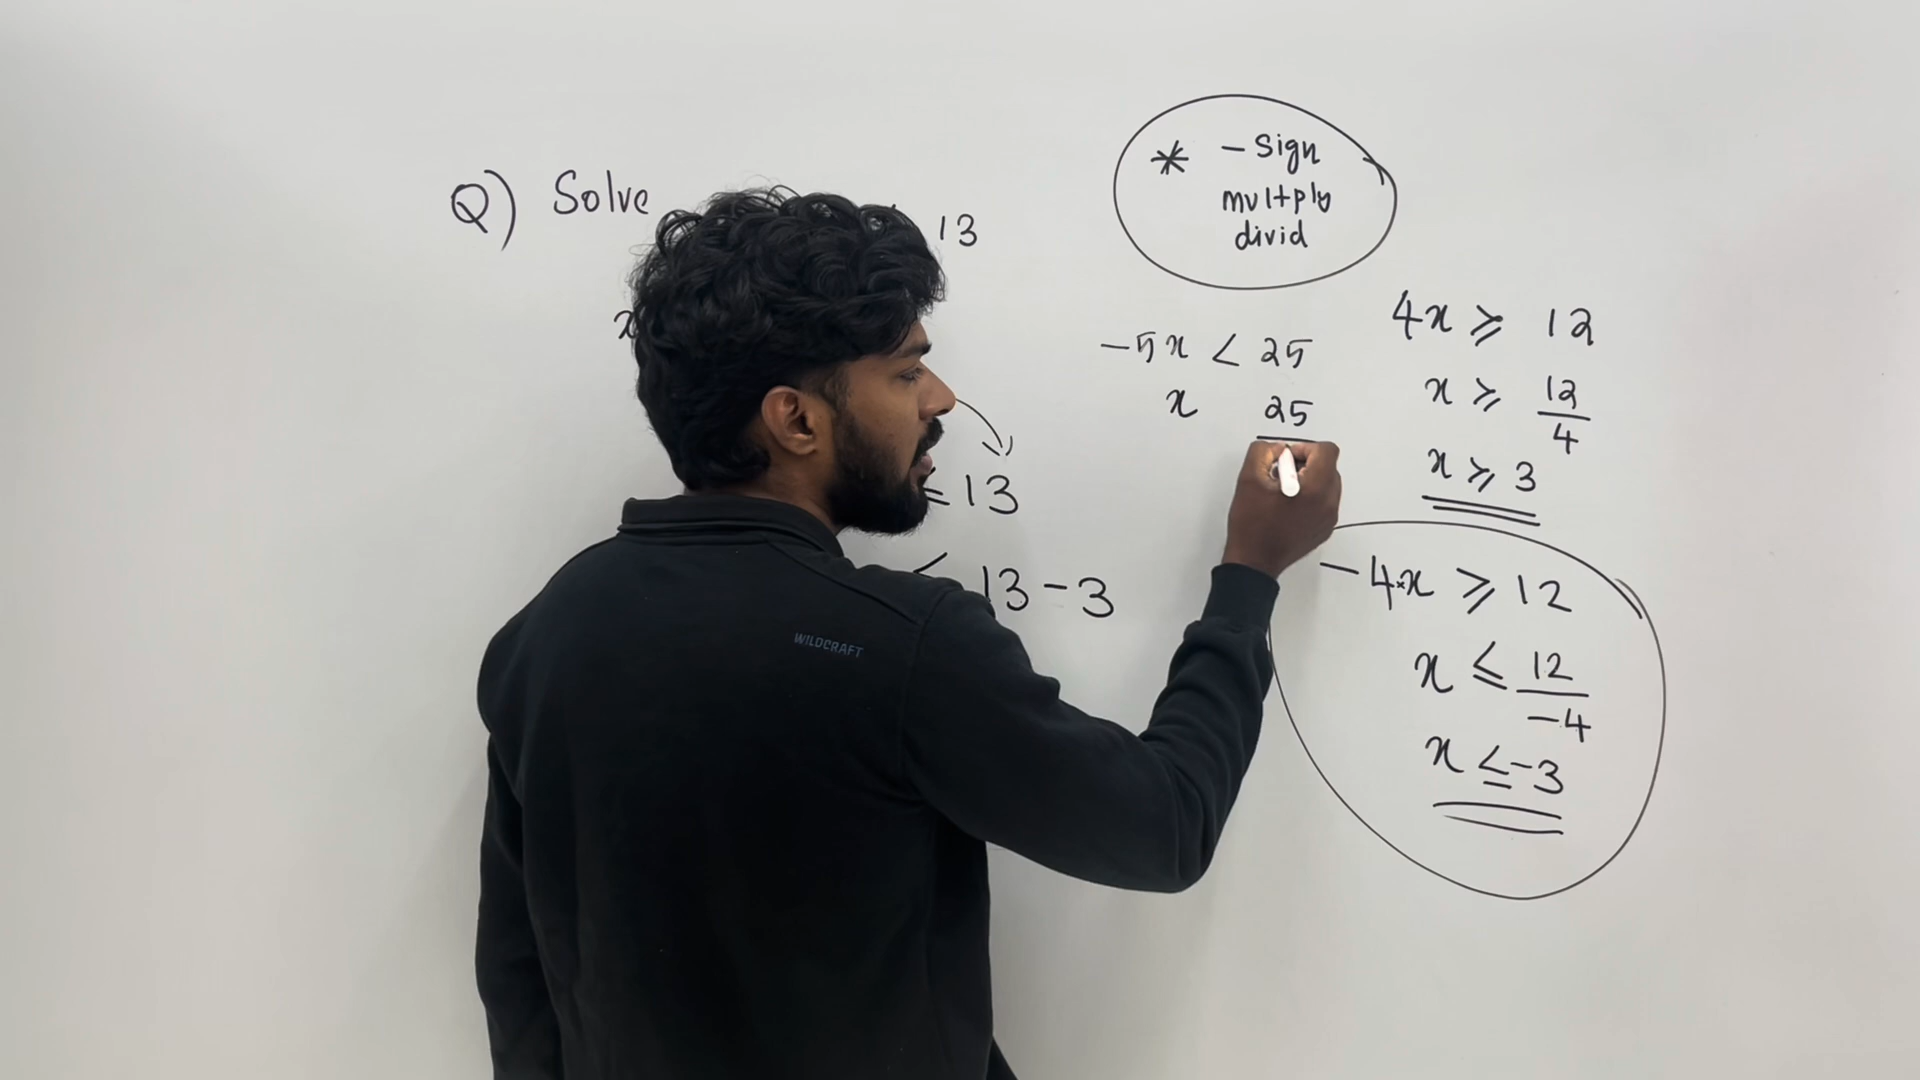 Q) Solve
13
x
≤ 13
≤ 13 - 3
* - Sign
multply
divid
-5x < 25
x 25
4x ≥ 12
x ≥ 12/4
x ≥ 3
-4x ≥ 12
x ≤ 12/-4
x ≤ -3
WILDCRAFT